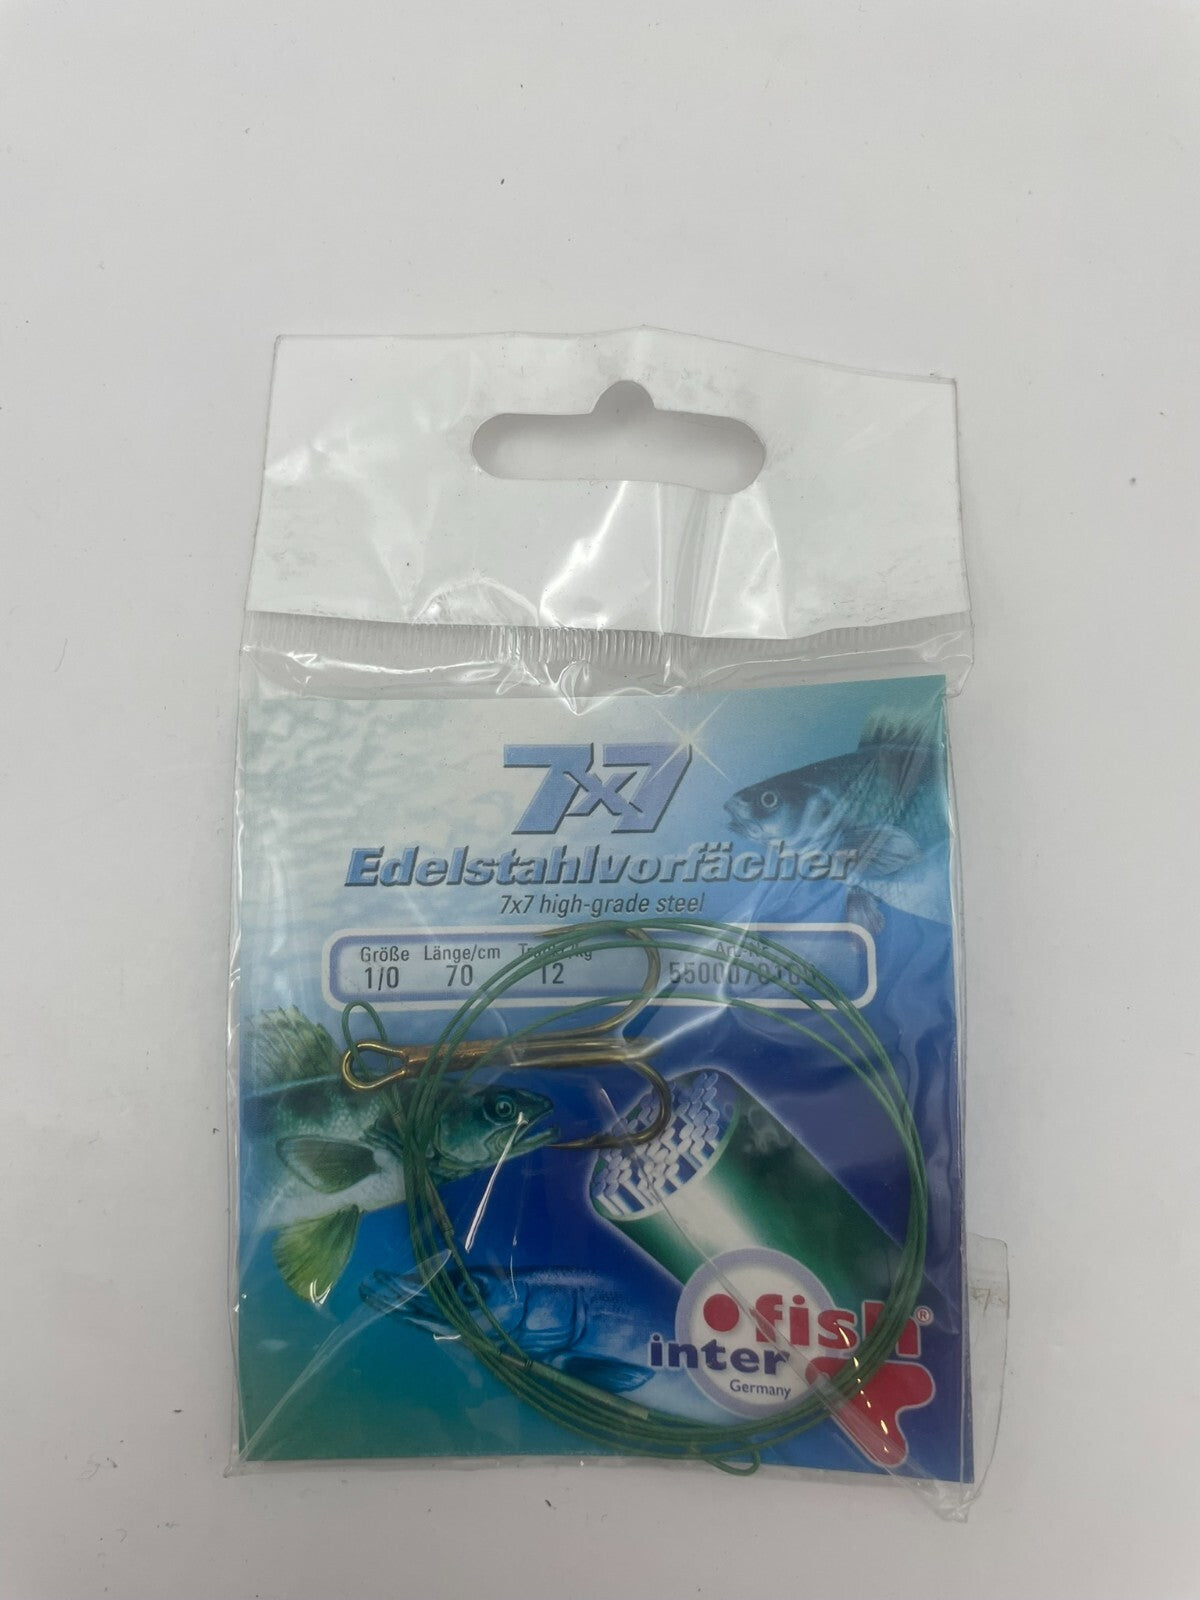 7x7
Edelstahlvorfächer
7x7 high-grade steel
Größe Länge/cm
1/0 70 12
fish®
inter
Germany